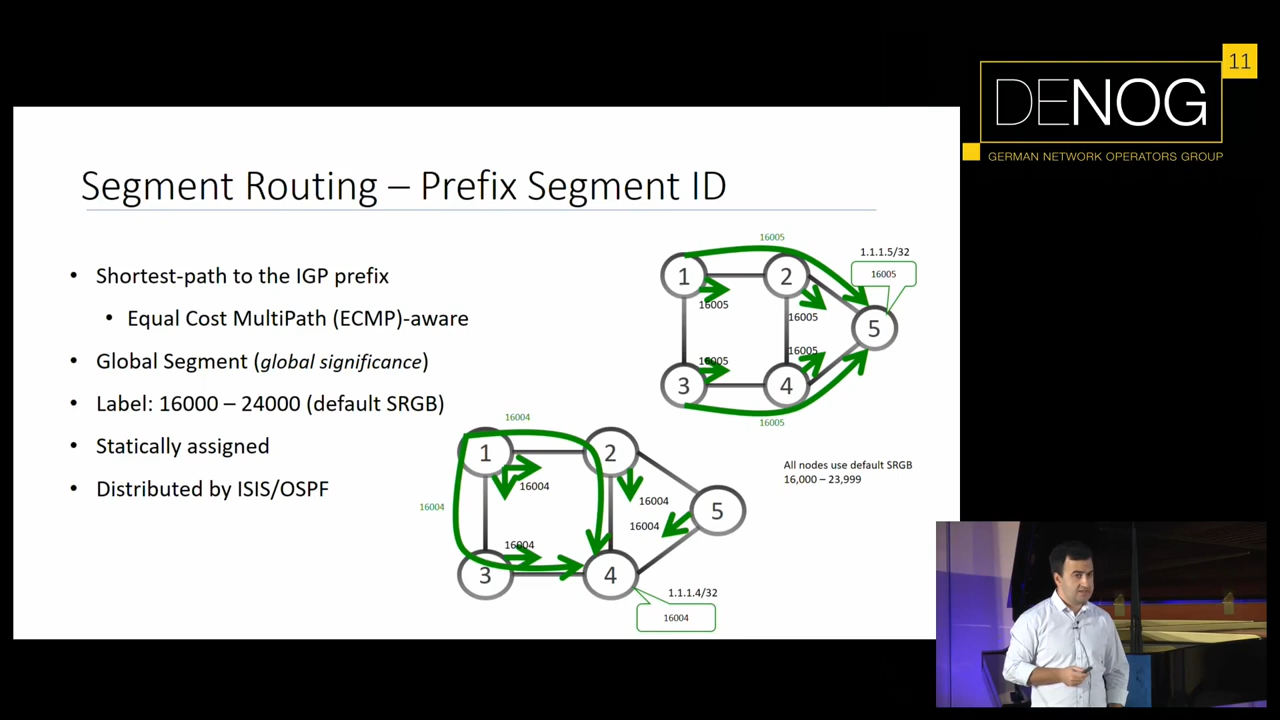 11
DENOG
GERMAN NETWORK OPERATORS GROUP
Segment Routing – Prefix Segment ID
• Shortest-path to the IGP prefix
• Equal Cost MultiPath (ECMP)-aware
• Global Segment (global significance)
• Label: 16000 – 24000 (default SRGB)
• Statically assigned
• Distributed by ISIS/OSPF
16005
1.1.1.5/32
16005
1
2
16005
16005
5
16005
16005
3
4
16005
All nodes use default SRGB
16,000 – 23,999
16004
1
2
16004
16004
16004
16004
5
16004
3
4
1.1.1.4/32
16004